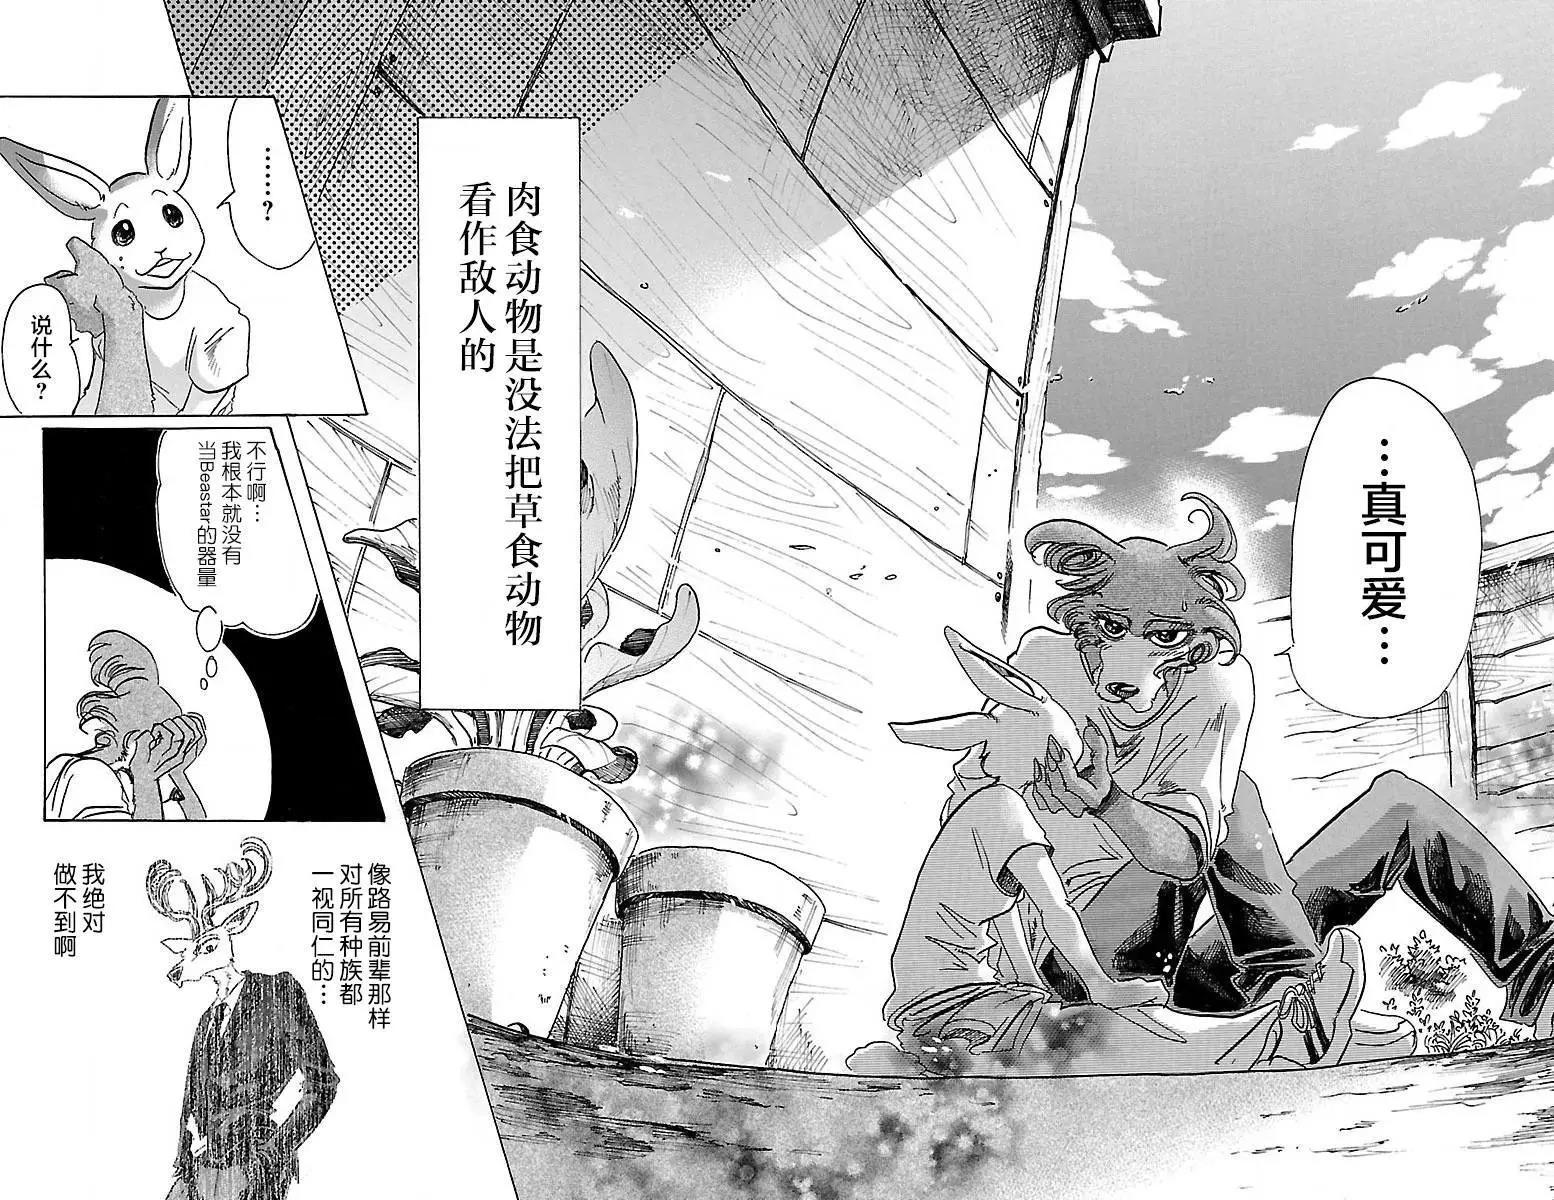 …真可爱…
肉食动物是没法把草食动物
看作敌人的
……?
说什么?
不行啊…
我根本就没有
当Beastar的器量
像路易前辈那样
对所有种族都
一视同仁的…
我绝对
做不到啊